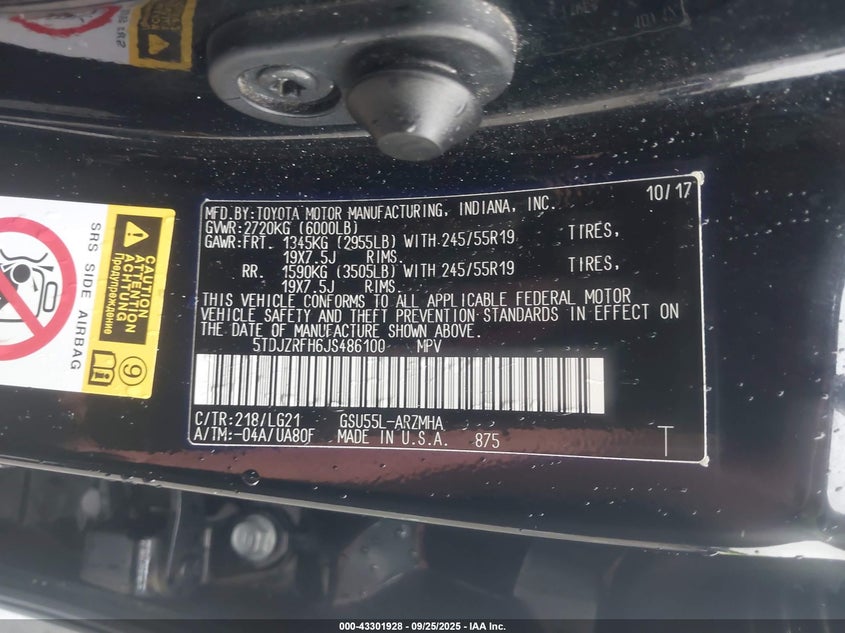 MFD.BY:TOYOTA MOTOR MANUFACTURING, INDIANA, INC. 10/17
GVWR:2720KG (6000LB)
GAWR:FRT. 1345KG (2955LB) WITH 245/55R19 TIRES,
19X7.5J RIMS.
RR. 1590KG (3505LB) WITH 245/55R19 TIRES,
19X7.5J RIMS.
THIS VEHICLE CONFORMS TO ALL APPLICABLE FEDERAL MOTOR
VEHICLE SAFETY AND THEFT PREVENTION STANDARDS IN EFFECT ON
THE DATE OF MANUFACTURE SHOWN ABOVE.
5TDJZRFH6JS486100 MPV
C/TR:218/LG21 GSU55L-ARZMHA
A/TM:-04A/UA80F MADE IN U.S.A. 875 T
SRS SIDE AIRBAG
CAUTION
ATTENTION
ACHTUNG
Предупреждение
9
000-43301928 - 09/25/2025 - IAA Inc.